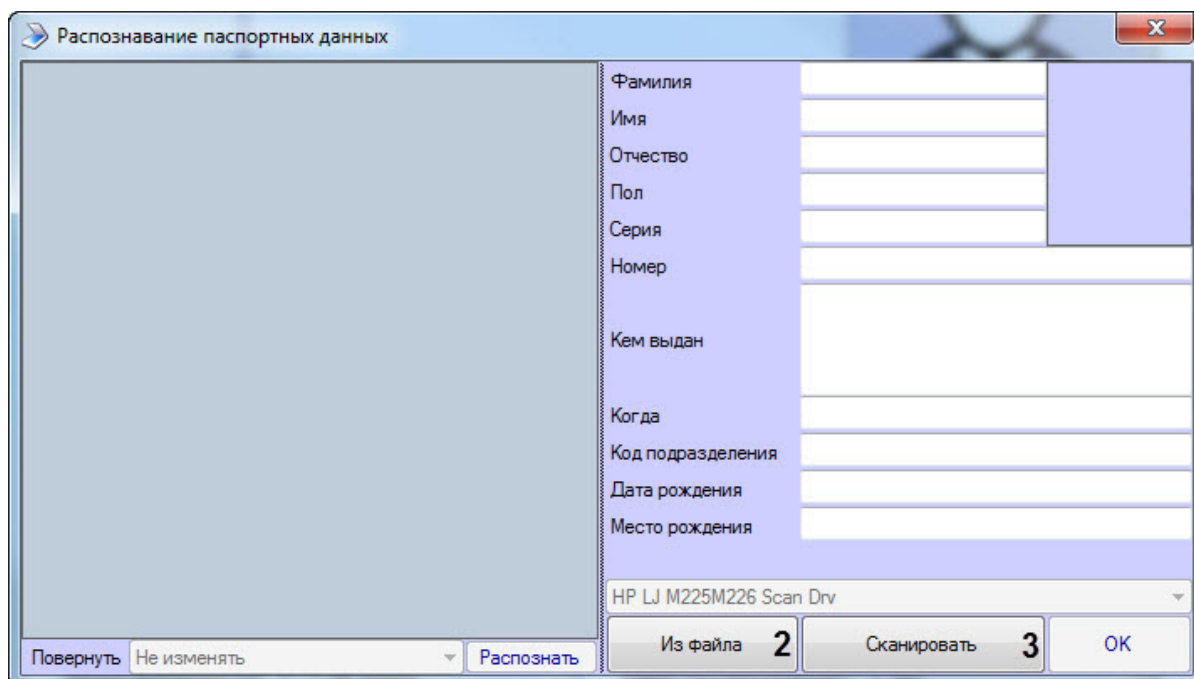 Распознавание паспортных данных
Фамилия
Имя
Отчество
Пол
Серия
Номер
Кем выдан
Когда
Код подразделения
Дата рождения
Место рождения
HP LJ M225M226 Scan Drv
Из файла 2 Сканировать 3 OK
Повернуть Не изменять Распознать